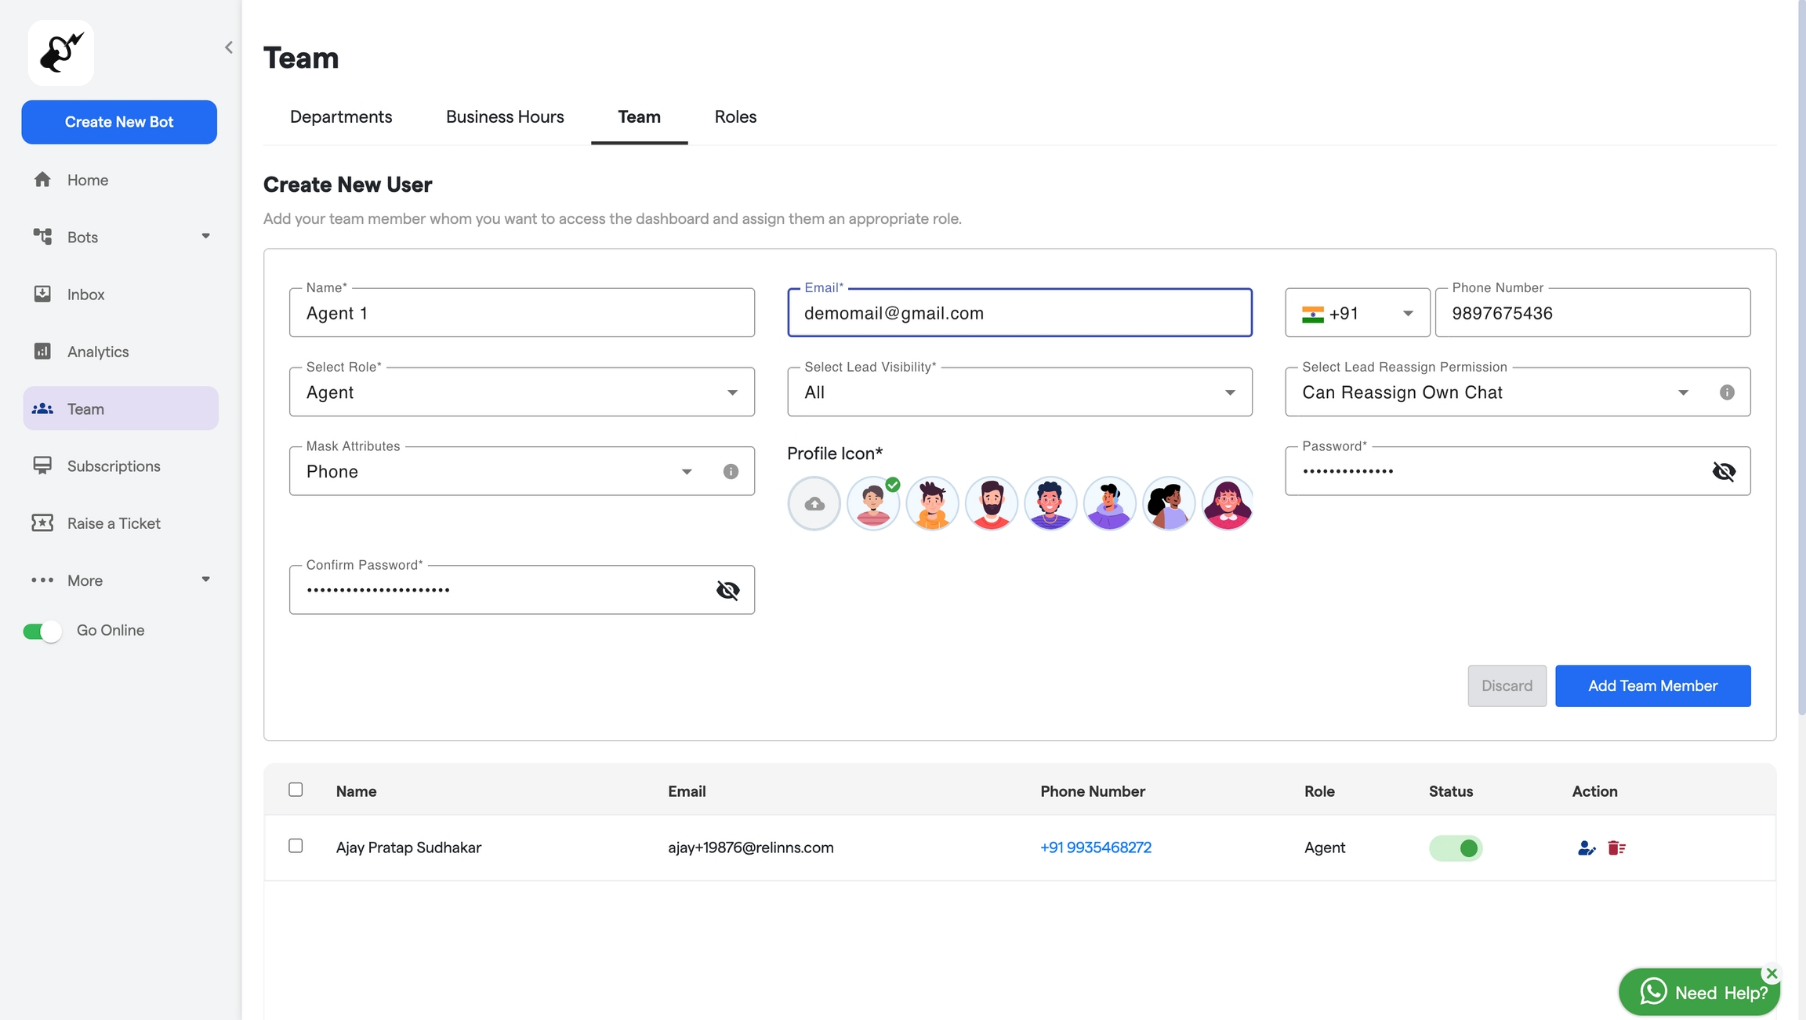 Team
Create New Bot
Departments
Business Hours
Team
Roles
Home
Bots
Inbox
Analytics
Team
Subscriptions
Raise a Ticket
More
Go Online
Create New User
Add your team member whom you want to access the dashboard and assign them an appropriate role.
Name*
Agent 1
Email*
demomail@gmail.com
+91
Phone Number
9897675436
Select Role*
Agent
Select Lead Visibility*
All
Select Lead Reassign Permission
Can Reassign Own Chat
Mask Attributes
Phone
Profile Icon*
Password*
••••••••••••••
Confirm Password*
••••••••••••••••••••••
Discard
Add Team Member
Name Email Phone Number Role Status Action
Ajay Pratap Sudhakar ajay+19876@relinns.com +91 9935468272 Agent
Need Help?